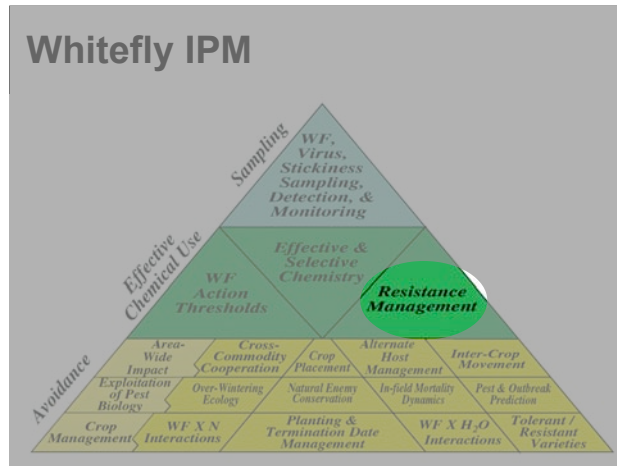 Whitefly IPM
Sampling
WF,
Virus,
Stickiness
Sampling,
Detection, &
Monitoring
Effective
Chemical Use
WF
Action
Thresholds
Effective &
Selective
Chemistry
Resistance
Management
Avoidance
Area-
Wide
Impact
Cross-
Commodity
Cooperation
Crop
Placement
Alternate
Host
Management
Inter-Crop
Movement
Exploitation
of Pest
Biology
Over-Wintering
Ecology
Natural Enemy
Conservation
In-field Mortality
Dynamics
Pest & Outbreak
Prediction
Crop
Management
WF X N
Interactions
Planting &
Termination Date
Management
WF X H₂O
Interactions
Tolerant /
Resistant
Varieties